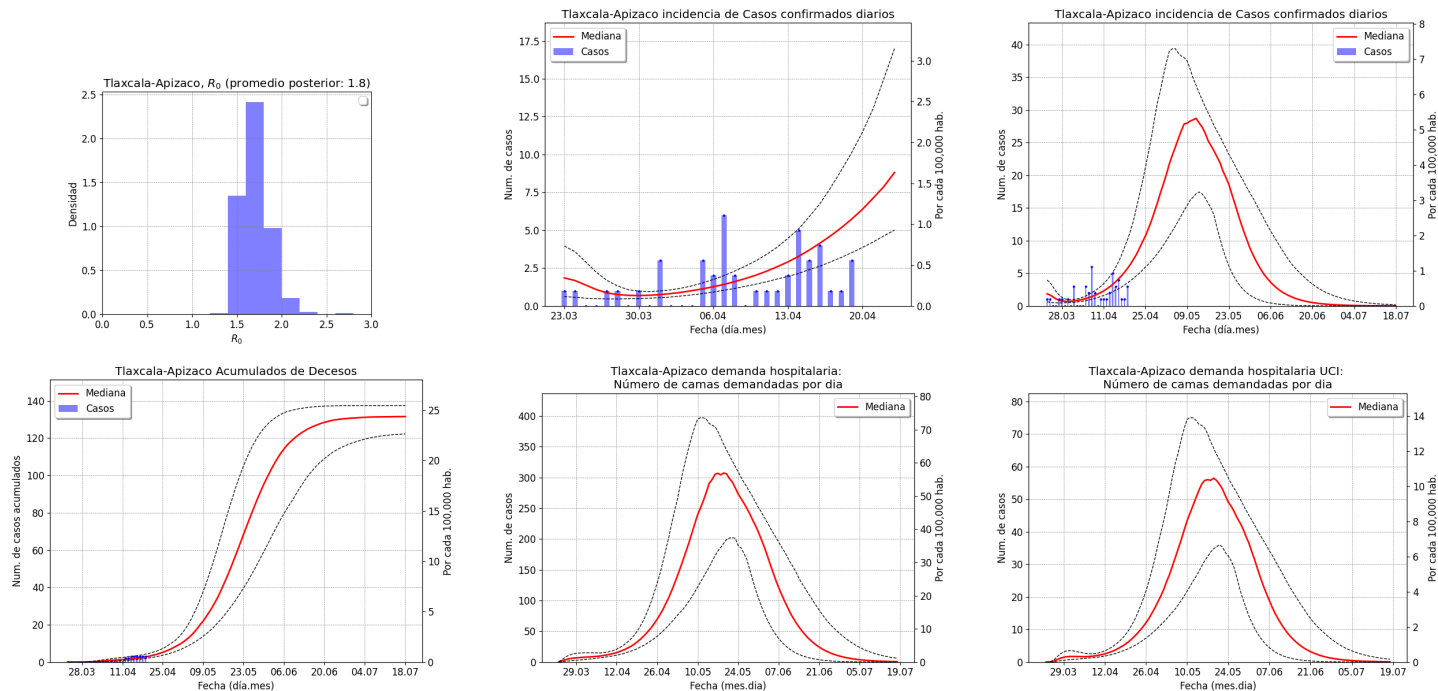 Tlaxcala-Apizaco, R0 (promedio posterior: 1.8)
2.5
2.0
1.5
1.0
0.5
0.0
Densidad
0.0 0.5 1.0 1.5 2.0 2.5 3.0
R0
Tlaxcala-Apizaco incidencia de Casos confirmados diarios
Mediana
Casos
17.5
15.0
12.5
10.0
7.5
5.0
2.5
0.0
Num. de casos
3.0
2.5
2.0
1.5
1.0
0.5
0.0
Por cada 100,000 hab.
23.03 30.03 06.04 13.04 20.04
Fecha (día.mes)
Tlaxcala-Apizaco incidencia de Casos confirmados diarios
Mediana
Casos
40
35
30
25
20
15
10
5
0
Num. de casos
8
7
6
5
4
3
2
1
0
Por cada 100,000 hab.
28.03 11.04 25.04 09.05 23.05 06.06 20.06 04.07 18.07
Fecha (día.mes)
Tlaxcala-Apizaco Acumulados de Decesos
Mediana
Casos
140
120
100
80
60
40
20
0
Num. de casos acumulados
25
20
15
10
5
0
Por cada 100,000 hab.
28.03 11.04 25.04 09.05 23.05 06.06 20.06 04.07 18.07
Fecha (día.mes)
Tlaxcala-Apizaco demanda hospitalaria:
Número de camas demandadas por dia
Mediana
400
350
300
250
200
150
100
50
0
Num. de casos
80
70
60
50
40
30
20
10
0
Por cada 100,000 hab.
29.03 12.04 26.04 10.05 24.05 07.06 21.06 05.07 19.07
Fecha (mes.dia)
Tlaxcala-Apizaco demanda hospitalaria UCI:
Número de camas demandadas por dia
Mediana
80
70
60
50
40
30
20
10
0
Num. de casos
14
12
10
8
6
4
2
0
Por cada 100,000 hab.
29.03 12.04 26.04 10.05 24.05 07.06 21.06 05.07 19.07
Fecha (mes.dia)